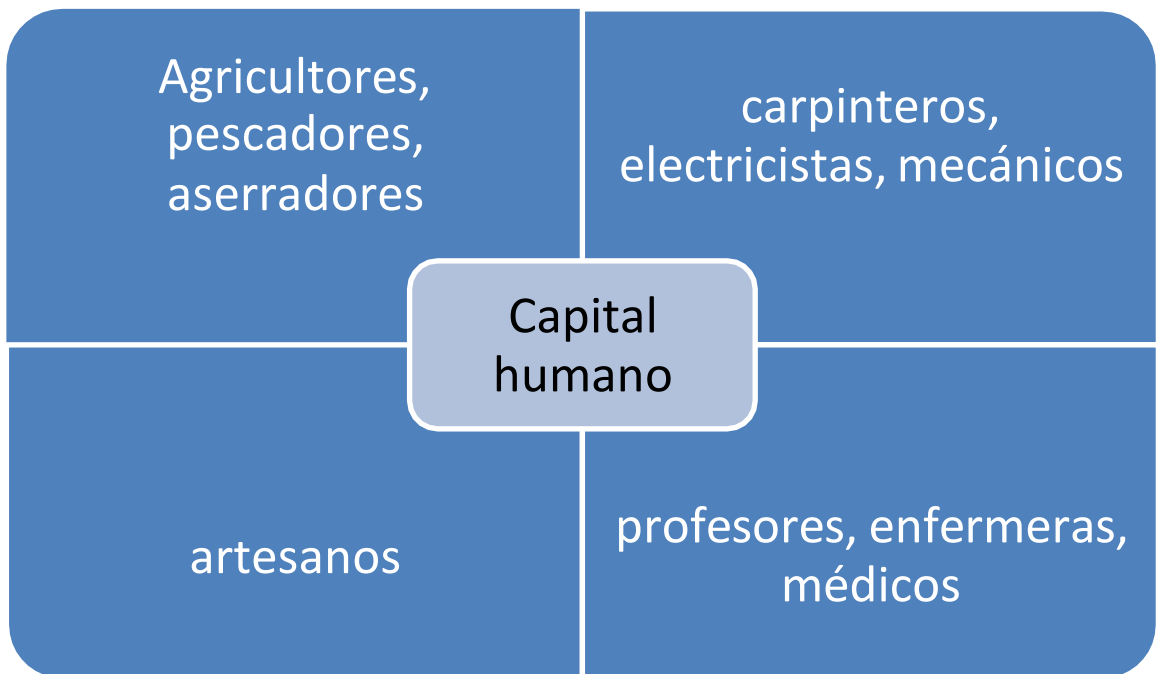 Agricultores,
pescadores,
aserradores
carpinteros,
electricistas, mecánicos
Capital
humano
artesanos
profesores, enfermeras,
médicos